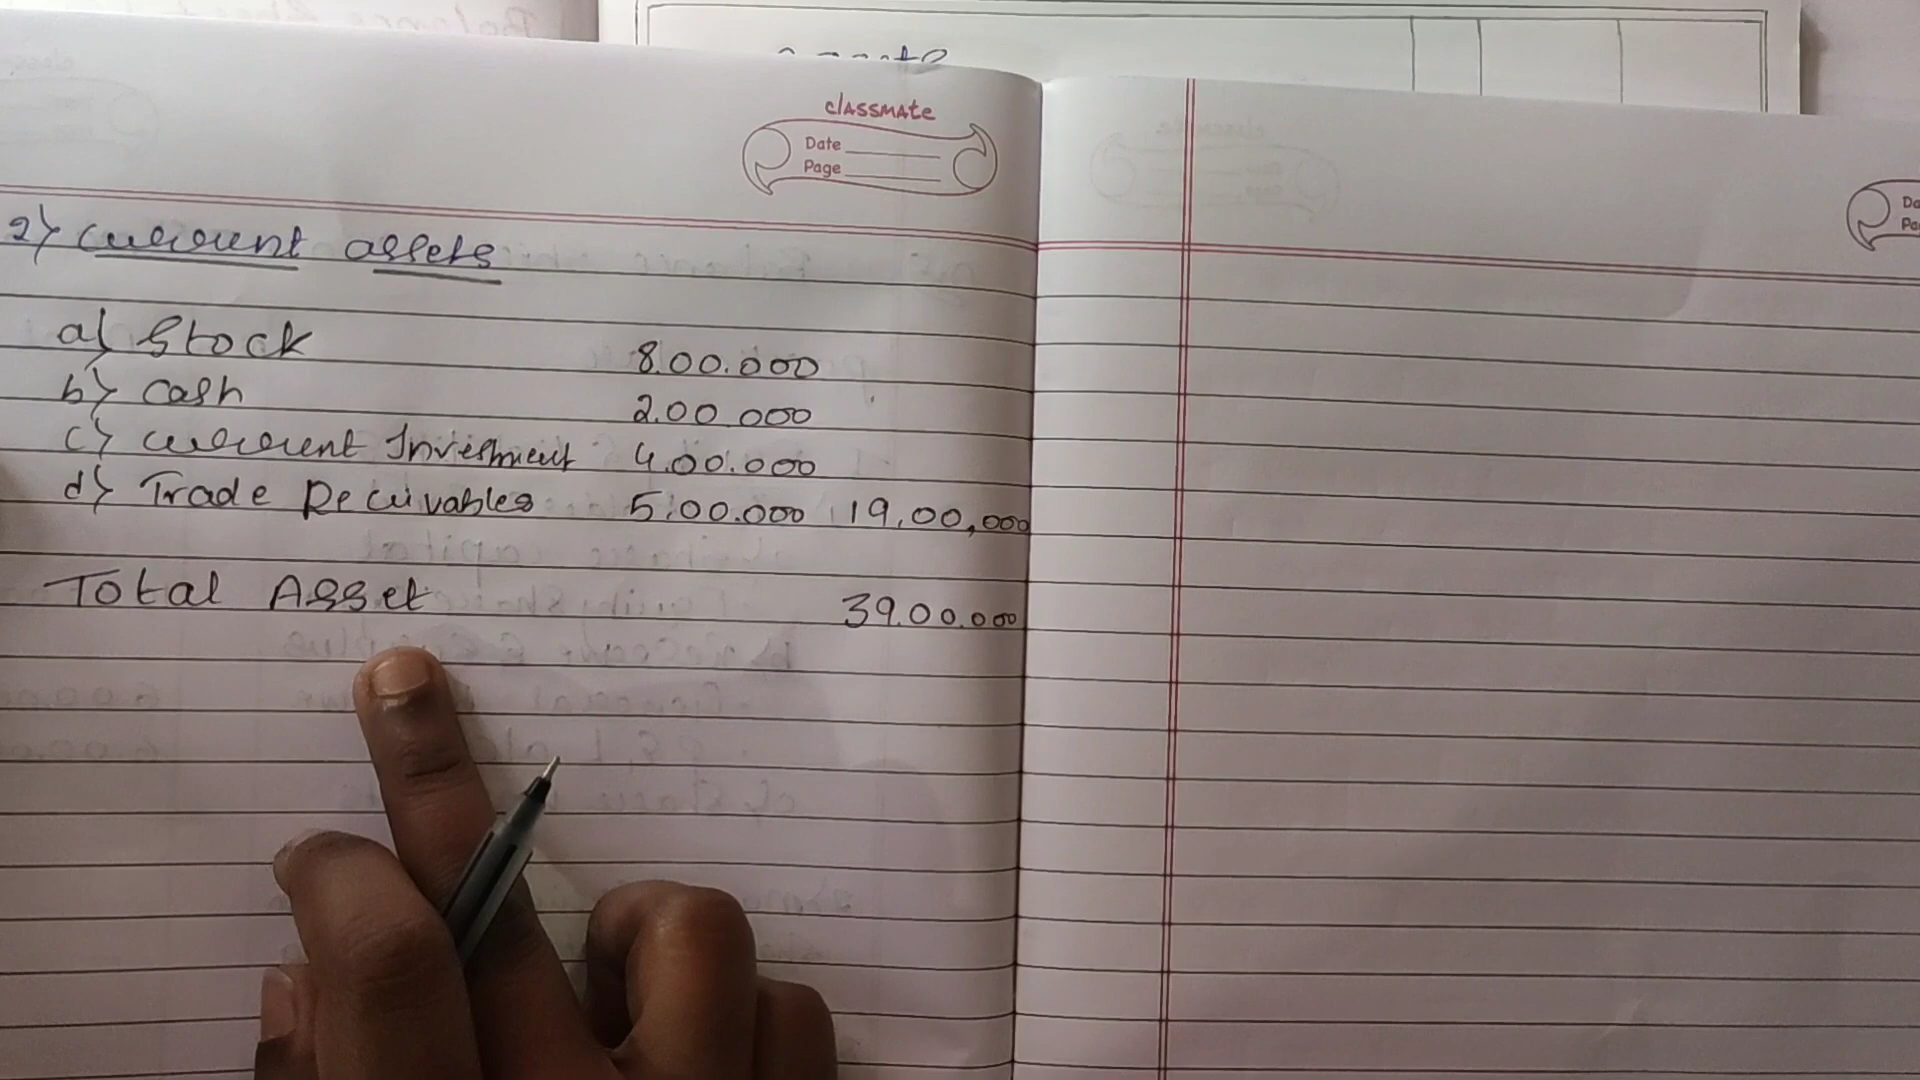 classmate
Date
Page
2) Current assets
a) Stock 8.00.000
b) Cash 2.00 000
c) Current Investment 4.00.000
d) Trade Receivables 5.00.000 19,00,000
Total Asset 39.00.000